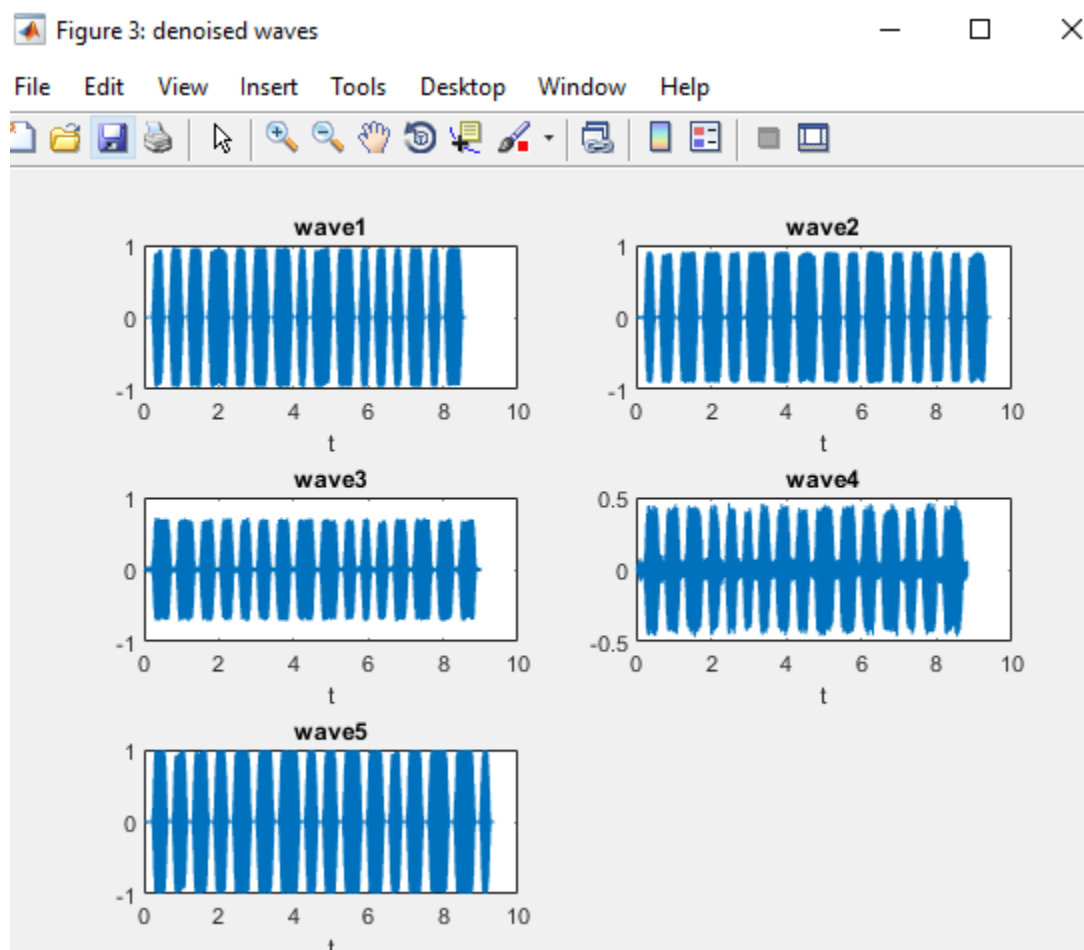 Figure 3: denoised waves
File Edit View Insert Tools Desktop Window Help
wave1
1
0
-1
0 2 4 6 8 10
t
wave2
1
0
-1
0 2 4 6 8 10
t
wave3
1
0
-1
0 2 4 6 8 10
t
wave4
0.5
0
-0.5
0 2 4 6 8 10
t
wave5
1
0
-1
0 2 4 6 8 10
t